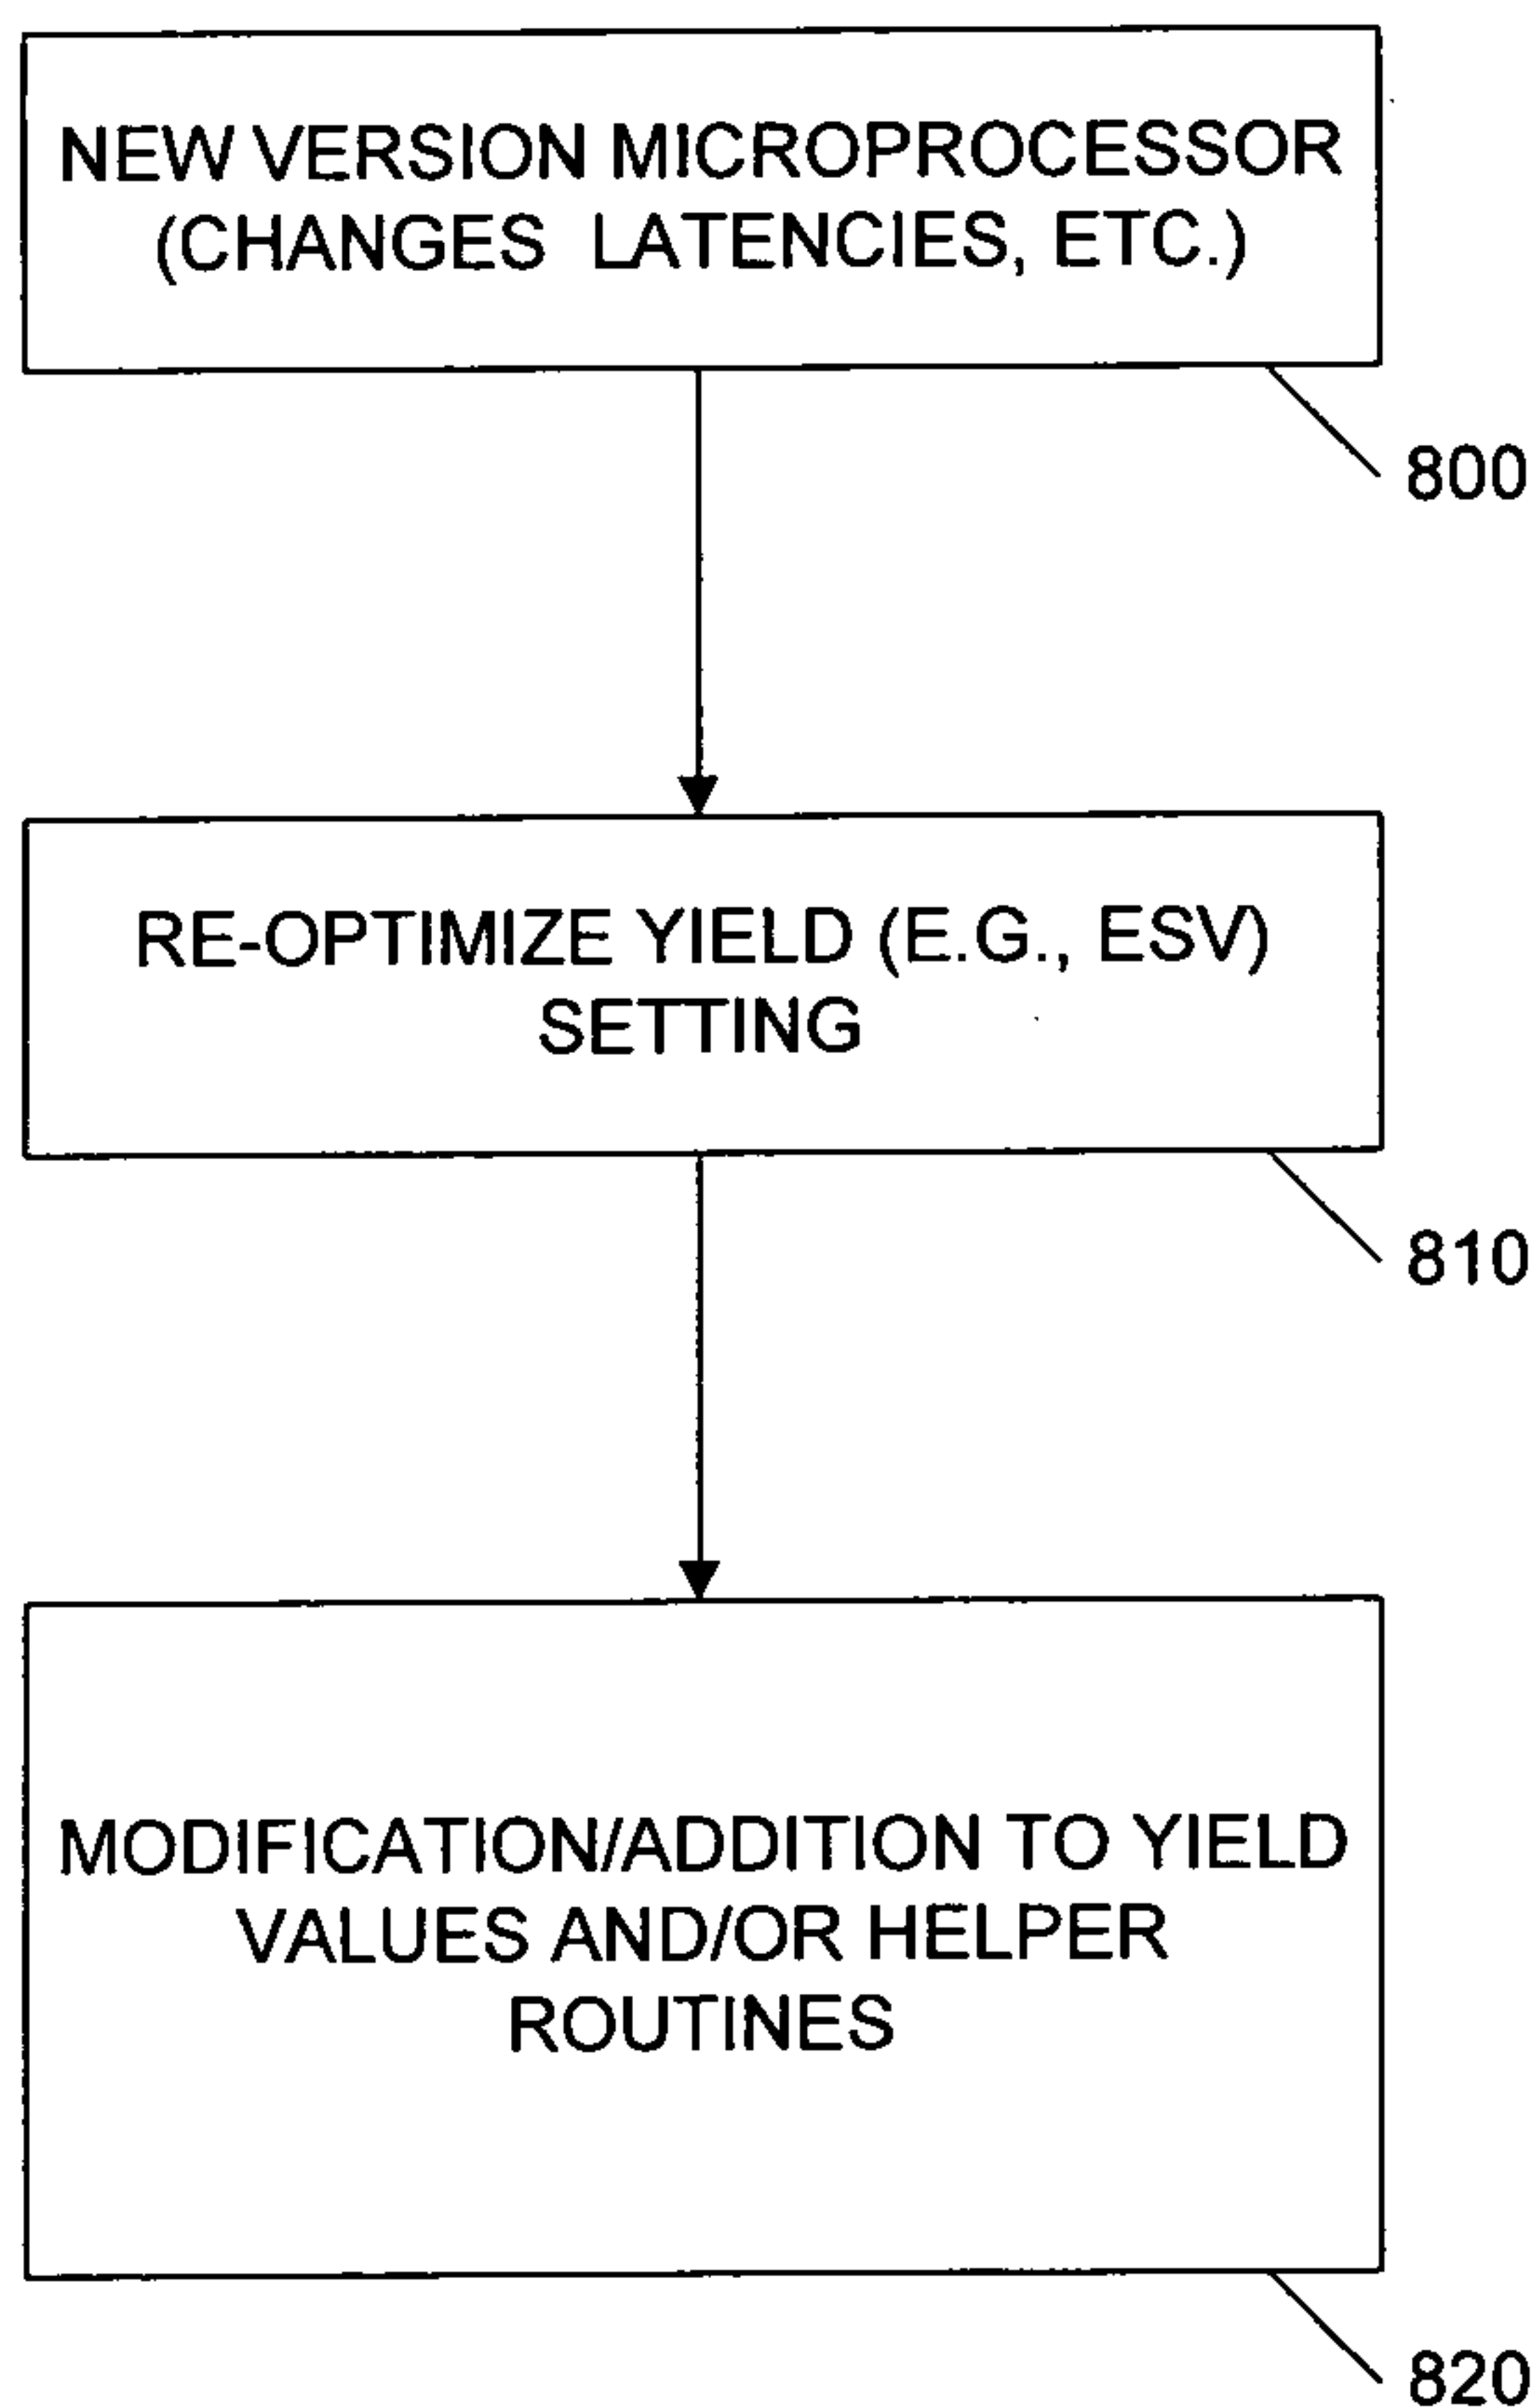 NEW VERSION MICROPROCESSOR
(CHANGES LATENCIES, ETC.)
800
RE-OPTIMIZE YIELD (E.G., ESV)
SETTING
810
MODIFICATION/ADDITION TO YIELD
VALUES AND/OR HELPER
ROUTINES
820